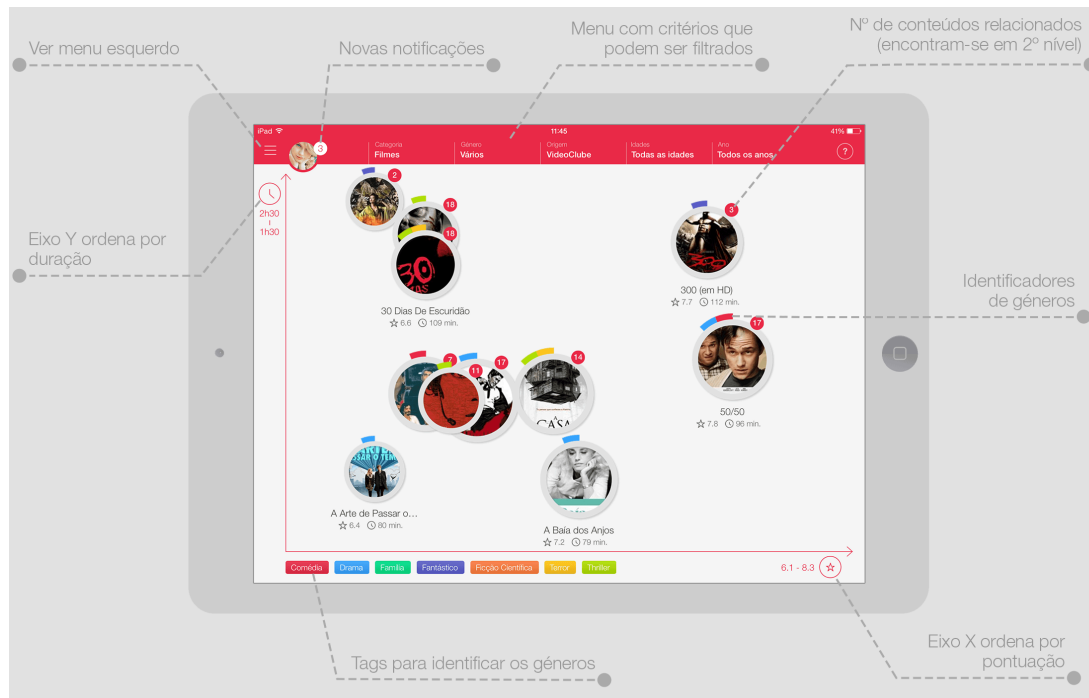 Ver menu esquerdo
Novas notificações
Menu com critérios que
podem ser filtrados
Nº de conteúdos relacionados
(encontram-se em 2º nível)
iPad
11:45
41%
3
Categoria
Filmes
Género
Vários
Origem
VideoClube
Idades
Todas as idades
Ano
Todos os anos
?
2h30
1h30
Eixo Y ordena por
duração
2
18
18
30
30 Dias De Escuridão
6.6 109 min.
3
300
300 (em HD)
7.7 112 min.
Identificadores
de géneros
17
50/50
7.8 96 min.
7
11
17
14
A
CASA
SSAR O TEM
A Arte de Passar o...
6.4 80 min.
A Baía dos Anjos
7.2 79 min.
Comédia
Drama
Família
Fantástico
Ficção Científica
Terror
Thriller
6.1 - 8.3
Tags para identificar os géneros
Eixo X ordena por
pontuação